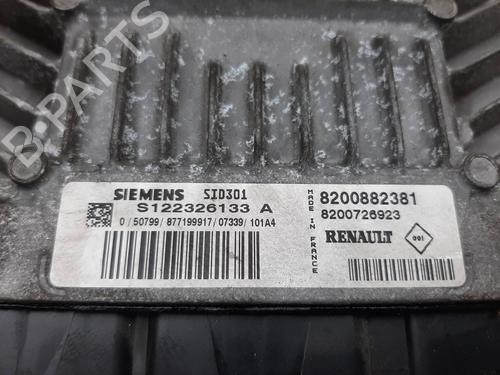 B-PARTS
SIEMENS SID301
S122326133 A
0/50799/877199917/07339/101A4
MADE IN FRANCE
8200882381
8200726923
RENAULT
001